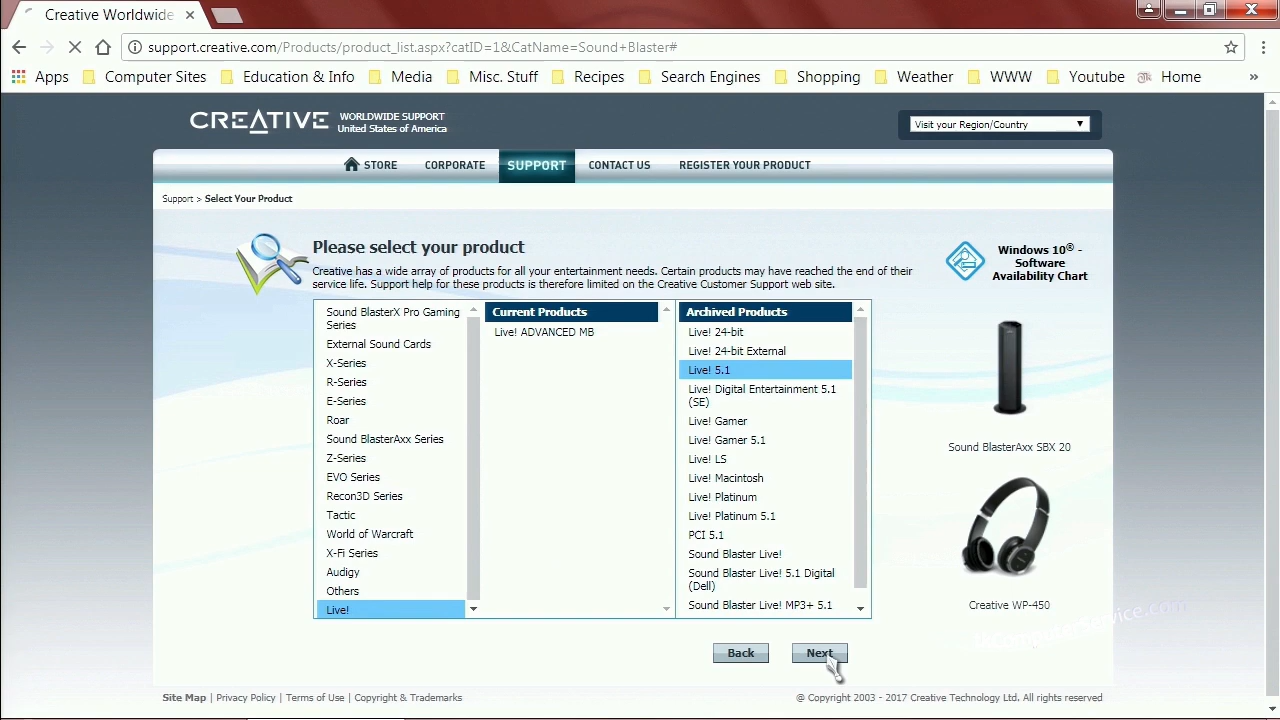 Creative Worldwide
support.creative.com/Products/product_list.aspx?catID=1&CatName=Sound+Blaster#
Apps Computer Sites Education & Info Media Misc. Stuff Recipes Search Engines Shopping Weather WWW Youtube Home »
CREATIVE WORLDWIDE SUPPORT
United States of America
Visit your Region/Country
STORE CORPORATE SUPPORT CONTACT US REGISTER YOUR PRODUCT
Support > Select Your Product
Please select your product
Creative has a wide array of products for all your entertainment needs. Certain products may have reached the end of their
service life. Support help for these products is therefore limited on the Creative Customer Support web site.
Windows 10® -
Software
Availability Chart
Sound BlasterX Pro Gaming
Series
External Sound Cards
X-Series
R-Series
E-Series
Roar
Sound BlasterAxx Series
Z-Series
EVO Series
Recon3D Series
Tactic
World of Warcraft
X-Fi Series
Audigy
Others
Live!
Current Products
Live! ADVANCED MB
Archived Products
Live! 24-bit
Live! 24-bit External
Live! 5.1
Live! Digital Entertainment 5.1
(SE)
Live! Gamer
Live! Gamer 5.1
Live! LS
Live! Macintosh
Live! Platinum
Live! Platinum 5.1
PCI 5.1
Sound Blaster Live!
Sound Blaster Live! 5.1 Digital
(Dell)
Sound Blaster Live! MP3+ 5.1
Sound BlasterAxx SBX 20
Creative WP-450
Back Next
Site Map | Privacy Policy | Terms of Use | Copyright & Trademarks
@ Copyright 2003 - 2017 Creative Technology Ltd. All rights reserved